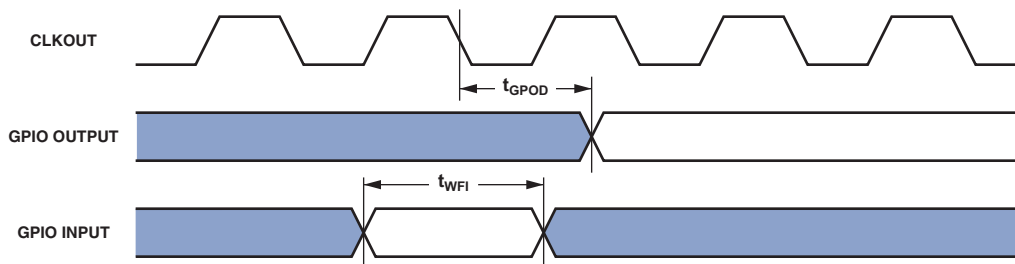 CLKOUT
tGPOD
GPIO OUTPUT
tWFI
GPIO INPUT